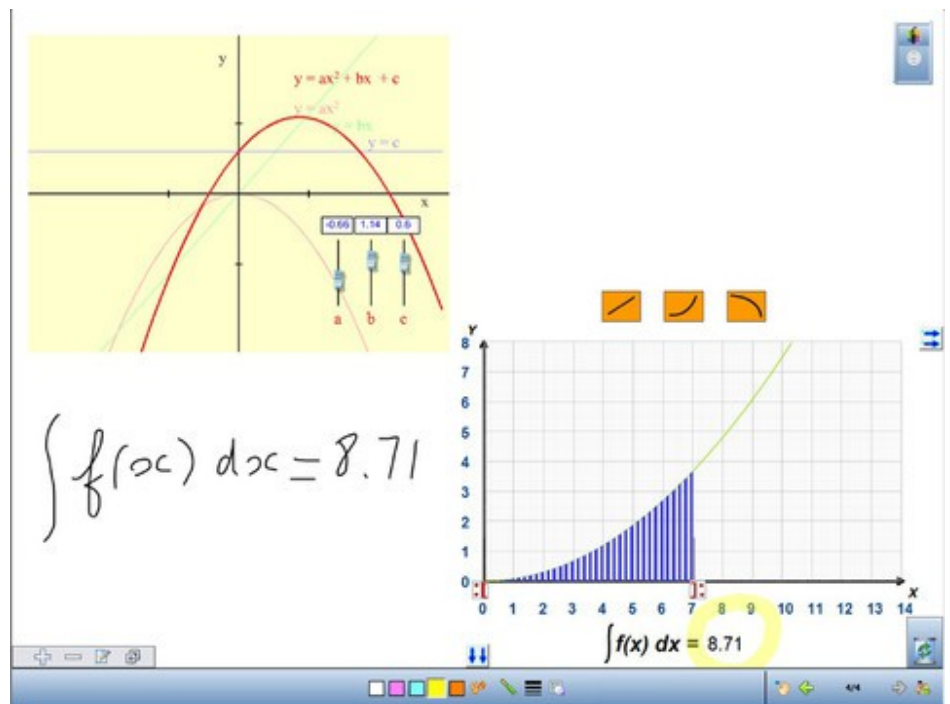 y
y = ax² + bx + c
y = ax²
y = bx
y = c
x
-0.66 1.14 0.6
a b c
∫ f(x) dx = 8.71
Y
8
7
6
5
4
3
2
1
0
0 1 2 3 4 5 6 7 8 9 10 11 12 13 14
X
∫ f(x) dx = 8.71
4/4